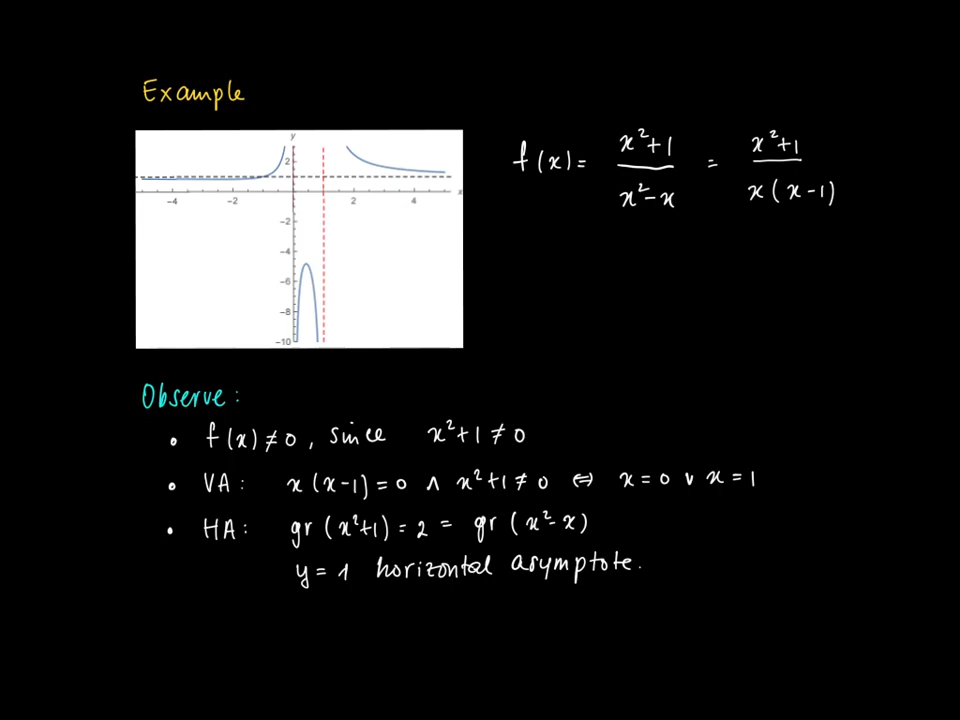 Example
f(x) = x²+1 / x²-x = x²+1 / x(x-1)
y
2
-4 -2 2 4 x
-2
-4
-6
-8
-10
Observe:
• f(x) ≠ 0, since x²+1 ≠ 0
• VA: x(x-1) = 0 ∧ x²+1 ≠ 0 ⇔ x = 0 ∨ x = 1
• HA: gr(x²+1) = 2 = gr(x²-x)
y = 1 horizontal asymptote.